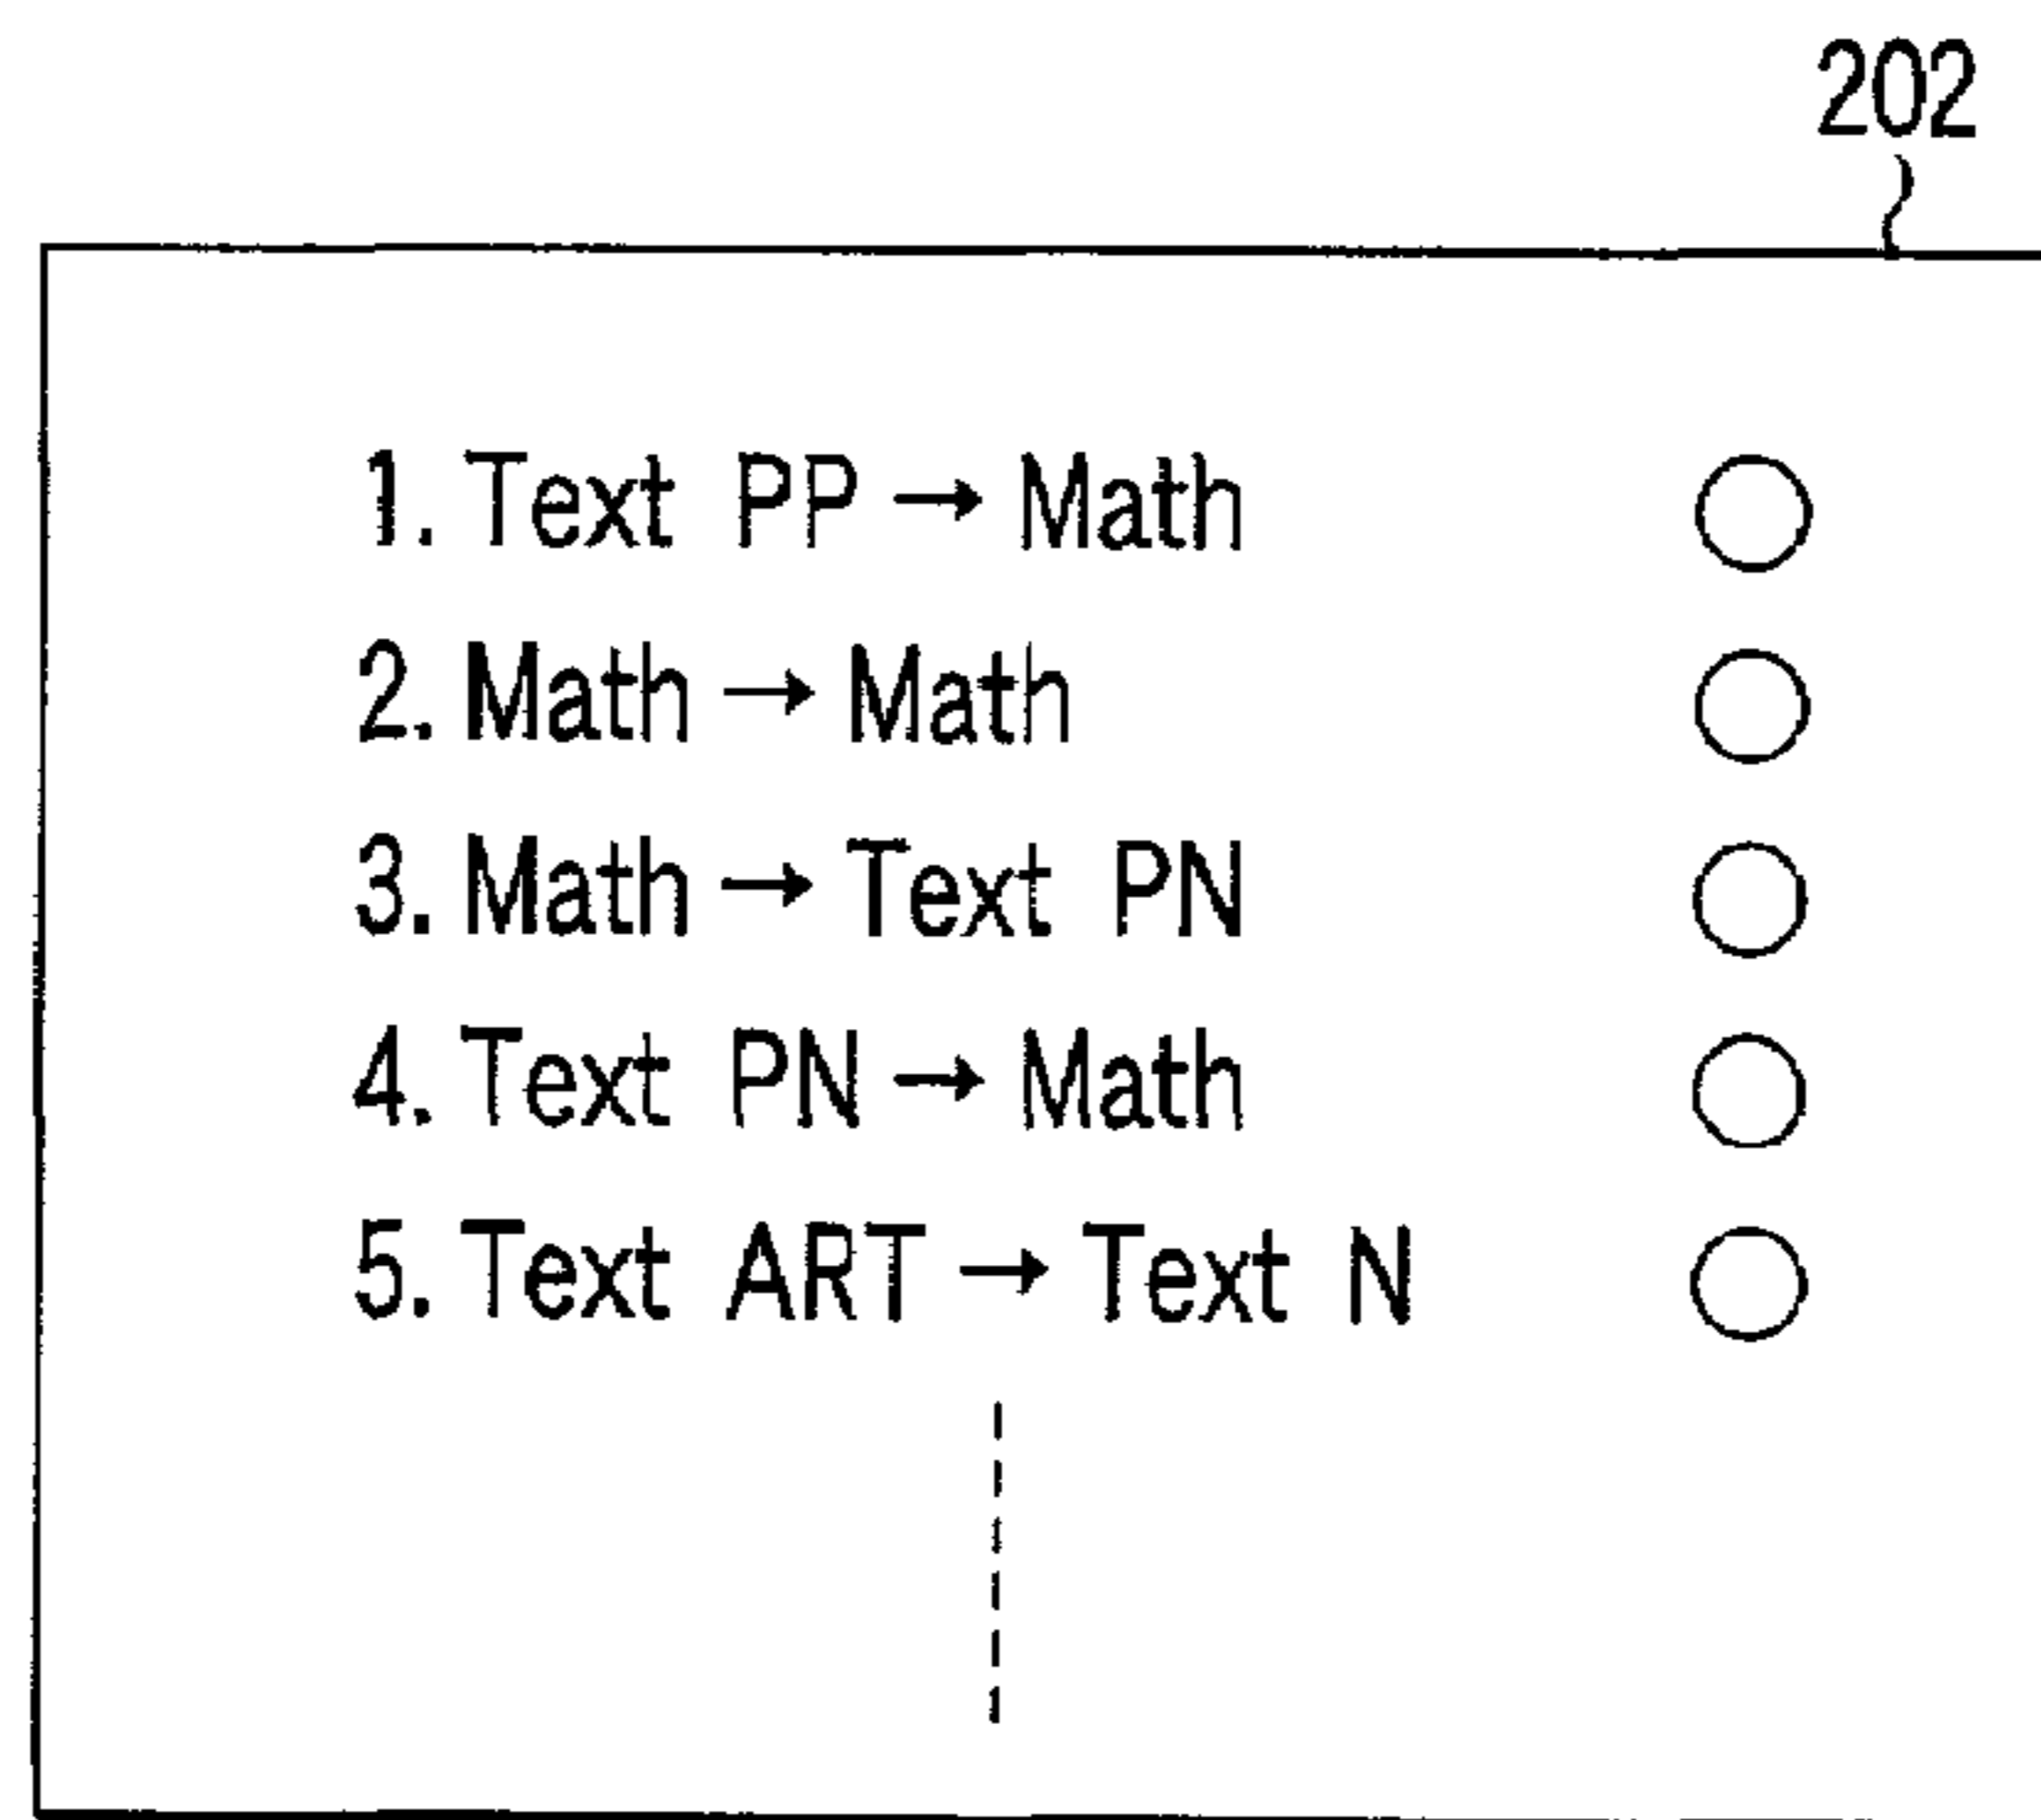 202
1. Text PP → Math
2. Math → Math
3. Math → Text PN
4. Text PN → Math
5. Text ART → Text N